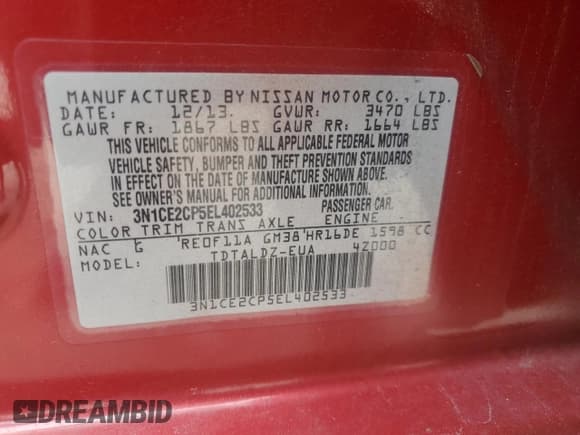 MANUFACTURED BY NISSAN MOTOR CO., LTD.
DATE: 12/13. GVWR: 3470 LBS
GAWR FR: 1867 LBS GAWR RR: 1664 LBS
THIS VEHICLE CONFORMS TO ALL APPLICABLE FEDERAL MOTOR
VEHICLE SAFETY, BUMPER AND THEFT PREVENTION STANDARDS
IN EFFECT ON THE DATE OF MANUFACTURE SHOWN ABOVE.
SEE OWNER'S MANUAL FOR ADDITIONAL INFORMATION.
VIN: 3N1CE2CP5EL402533 PASSENGER CAR.
COLOR TRIM TRANS AXLE ENGINE
NAC G RE0F11A GM38 HR16DE 1598 CC
MODEL: TDTALDZ-EUA 4Z000
3N1CE2CP5EL402533
DREAMBID